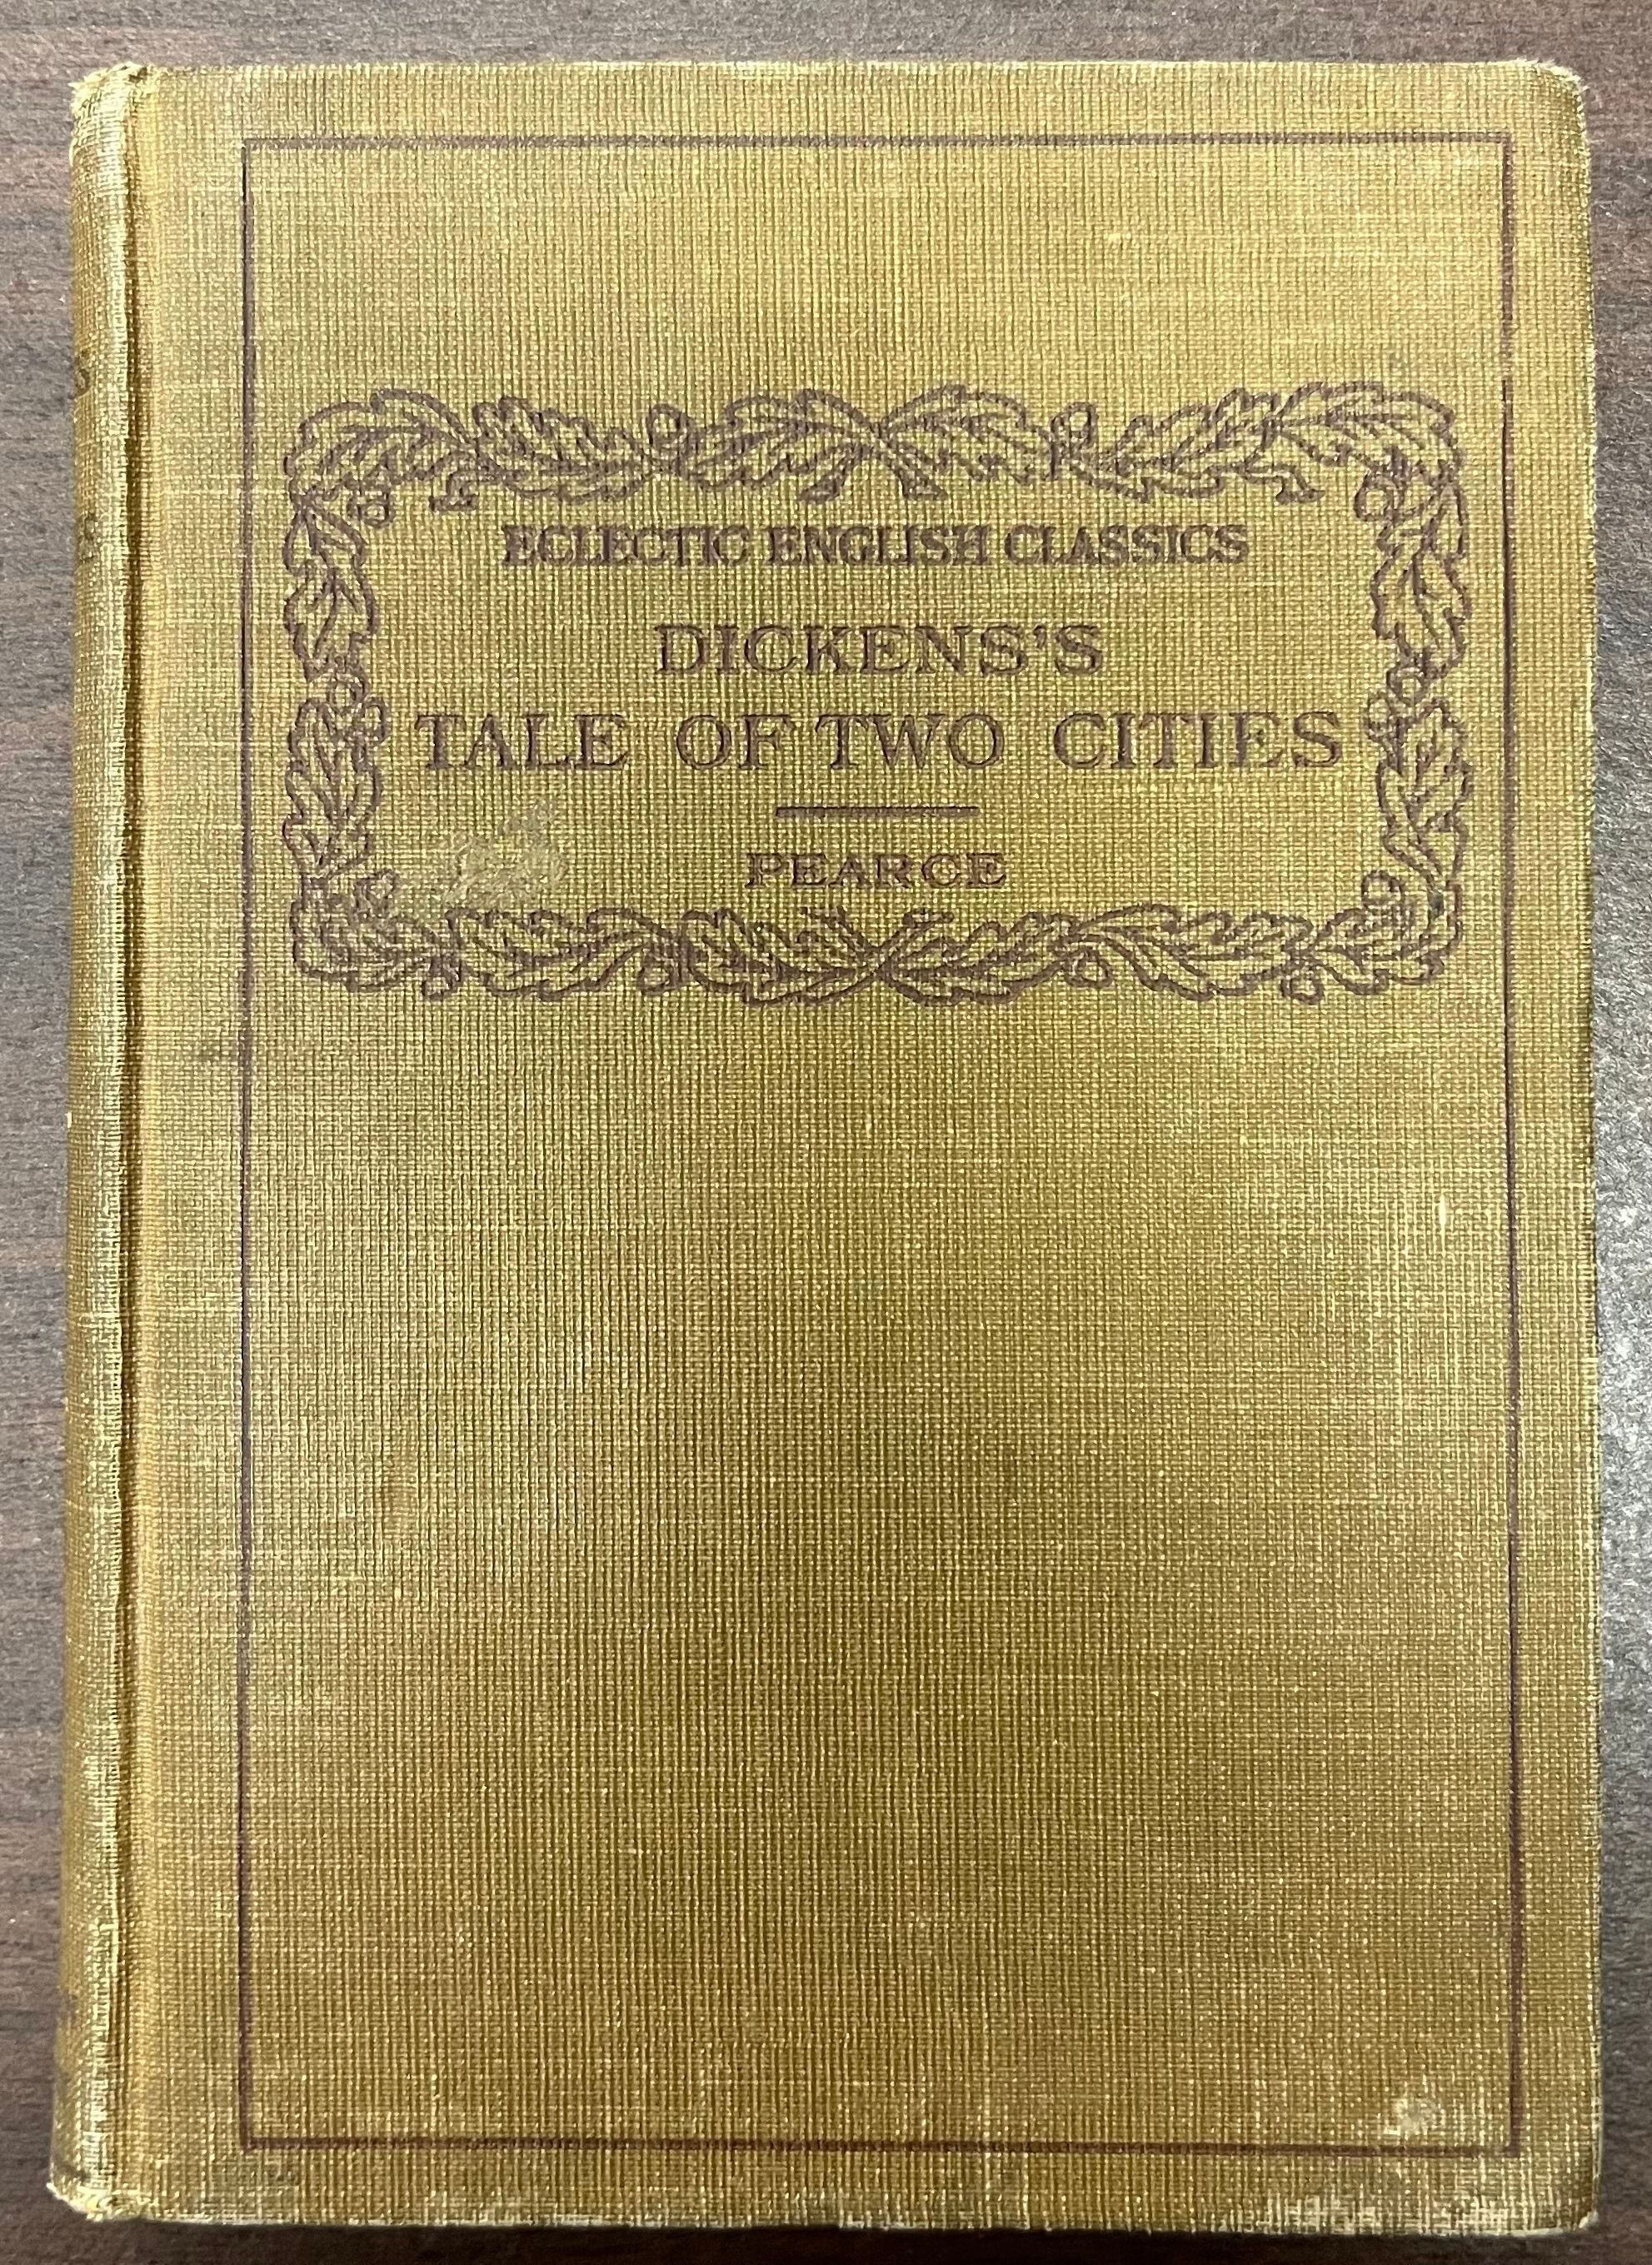 ECLECTIC ENGLISH CLASSICS
DICKENS'S
TALE OF TWO CITIES
PEARCE